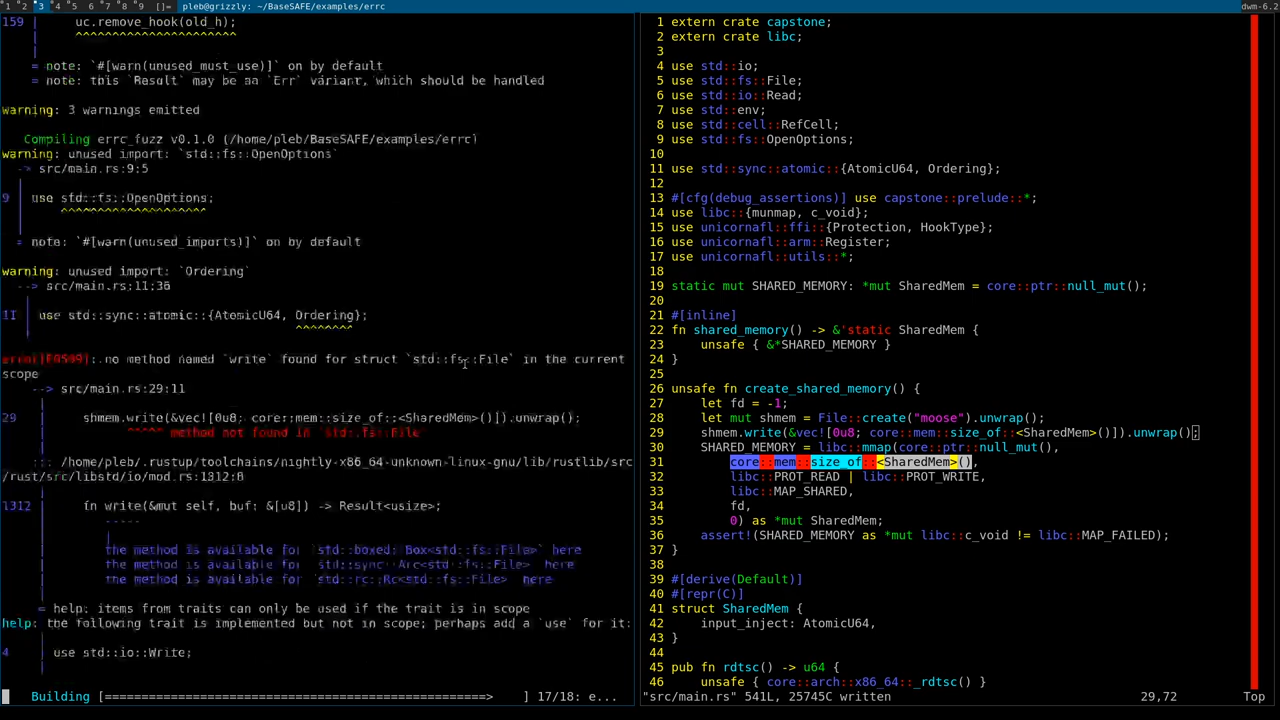 1 2 3 4 5 6 7 8 9 []= pleb@grizzly: ~/BaseSAFE/examples/errc dwm-6.2
159 | uc.remove_hook(old_h);
| ^^^^^^^^^^^^^^^^^^^^^^
|
= note: `#[warn(unused_must_use)]` on by default
= note: this `Result` may be an `Err` variant, which should be handled
warning: 3 warnings emitted
Compiling errc_fuzz v0.1.0 (/home/pleb/BaseSAFE/examples/errc)
warning: unused import: `std::fs::OpenOptions`
--> src/main.rs:9:5
|
9 | use std::fs::OpenOptions;
| ^^^^^^^^^^^^^^^^^^^^
|
= note: `#[warn(unused_imports)]` on by default
warning: unused import: `Ordering`
--> src/main.rs:11:36
|
11 | use std::sync::atomic::{AtomicU64, Ordering};
| ^^^^^^^^
error[E0599]: no method named `write` found for struct `std::fs::File` in the current
scope
--> src/main.rs:29:11
|
29 | shmem.write(&vec![0u8; core::mem::size_of::<SharedMem>()]).unwrap();
| ^^^^^ method not found in `std::fs::File`
|
::: /home/pleb/.rustup/toolchains/nightly-x86_64-unknown-linux-gnu/lib/rustlib/src
/rust/src/libstd/io/mod.rs:1312:8
|
1312 | fn write(&mut self, buf: &[u8]) -> Result<usize>;
| -----
| |
| the method is available for `std::boxed::Box<std::fs::File>` here
| the method is available for `std::sync::Arc<std::fs::File>` here
| the method is available for `std::rc::Rc<std::fs::File>` here
|
= help: items from traits can only be used if the trait is in scope
help: the following trait is implemented but not in scope; perhaps add a `use` for it:
|
4 | use std::io::Write;
|
Building [=================================================> ] 17/18: e...
1 extern crate capstone;
2 extern crate libc;
3
4 use std::io;
5 use std::fs::File;
6 use std::io::Read;
7 use std::env;
8 use std::cell::RefCell;
9 use std::fs::OpenOptions;
10
11 use std::sync::atomic::{AtomicU64, Ordering};
12
13 #[cfg(debug_assertions)] use capstone::prelude::*;
14 use libc::{munmap, c_void};
15 use unicornafl::ffi::{Protection, HookType};
16 use unicornafl::arm::Register;
17 use unicornafl::utils::*;
18
19 static mut SHARED_MEMORY: *mut SharedMem = core::ptr::null_mut();
20
21 #[inline]
22 fn shared_memory() -> &'static SharedMem {
23 unsafe { &*SHARED_MEMORY }
24 }
25
26 unsafe fn create_shared_memory() {
27 let fd = -1;
28 let mut shmem = File::create("moose").unwrap();
29 shmem.write(&vec![0u8; core::mem::size_of::<SharedMem>()]).unwrap();
30 SHARED_MEMORY = libc::mmap(core::ptr::null_mut(),
31 core::mem::size_of::<SharedMem>(),
32 libc::PROT_READ | libc::PROT_WRITE,
33 libc::MAP_SHARED,
34 fd,
35 0) as *mut SharedMem;
36 assert!(SHARED_MEMORY as *mut libc::c_void != libc::MAP_FAILED);
37 }
38
39 #[derive(Default)]
40 #[repr(C)]
41 struct SharedMem {
42 input_inject: AtomicU64,
43 }
44
45 pub fn rdtsc() -> u64 {
46 unsafe { core::arch::x86_64::_rdtsc() }
"src/main.rs" 541L, 25745C written 29,72 Top